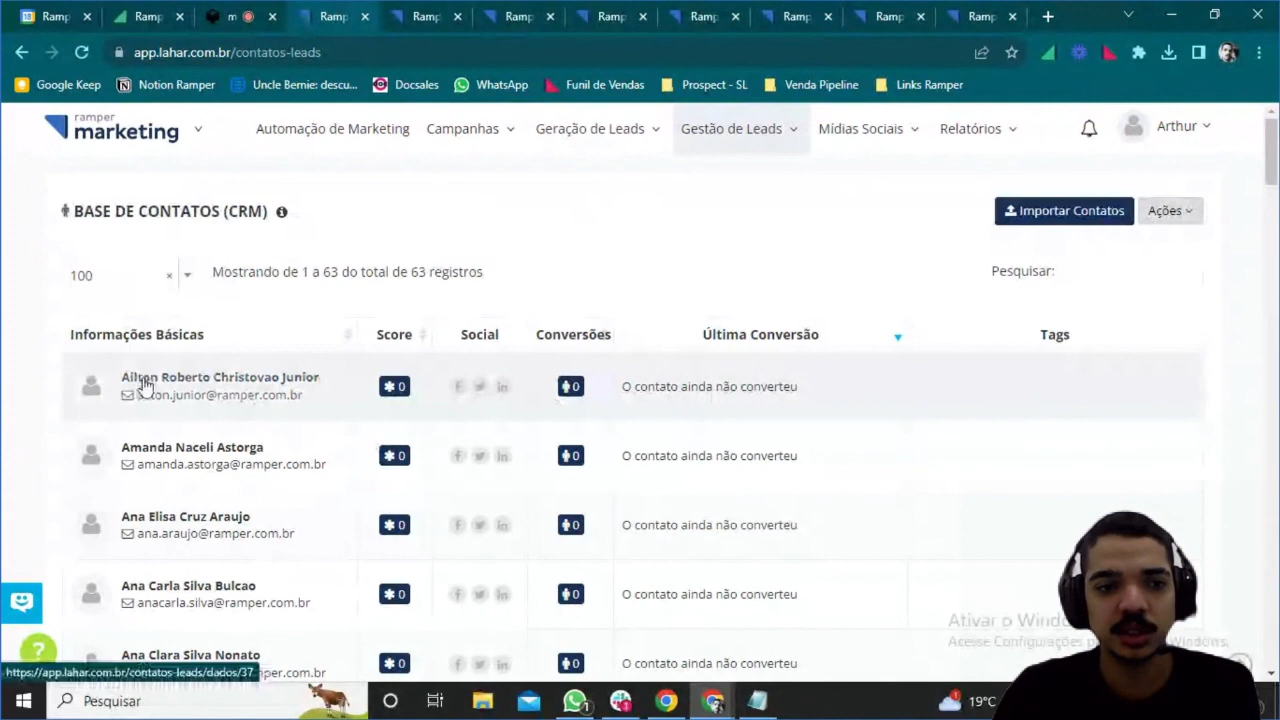 Ramp
Ramp
m
Ramp
Ramp
Ramp
Ramp
Ramp
Ramp
Ramp
Ramp
app.lahar.com.br/contatos-leads
Google Keep
Notion Ramper
Uncle Bernie: descu...
Docsales
WhatsApp
Funil de Vendas
Prospect - SL
Venda Pipeline
Links Ramper
ramper
marketing
Automação de Marketing
Campanhas
Geração de Leads
Gestão de Leads
Mídias Sociais
Relatórios
Arthur
BASE DE CONTATOS (CRM)
Importar Contatos
Ações
100
Mostrando de 1 a 63 do total de 63 registros
Pesquisar:
Informações Básicas
Score
Social
Conversões
Última Conversão
Tags
Ailton Roberto Christovao Junior
0
0
O contato ainda não converteu
Amanda Naceli Astorga
amanda.astorga@ramper.com.br
0
0
O contato ainda não converteu
Ana Elisa Cruz Araujo
ana.araujo@ramper.com.br
0
0
O contato ainda não converteu
Ana Carla Silva Bulcao
anacarla.silva@ramper.com.br
0
0
O contato ainda não converteu
Ana Clara Silva Nonato
0
0
O contato ainda não converteu
https://app.lahar.com.br/contatos-leads/dados/37
Pesquisar
19°C